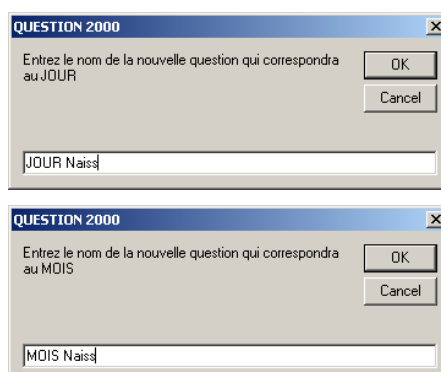 QUESTION 2000
Entrez le nom de la nouvelle question qui correspondra
au JOUR
OK
Cancel
JOUR Naiss
QUESTION 2000
Entrez le nom de la nouvelle question qui correspondra
au MOIS
OK
Cancel
MOIS Naiss